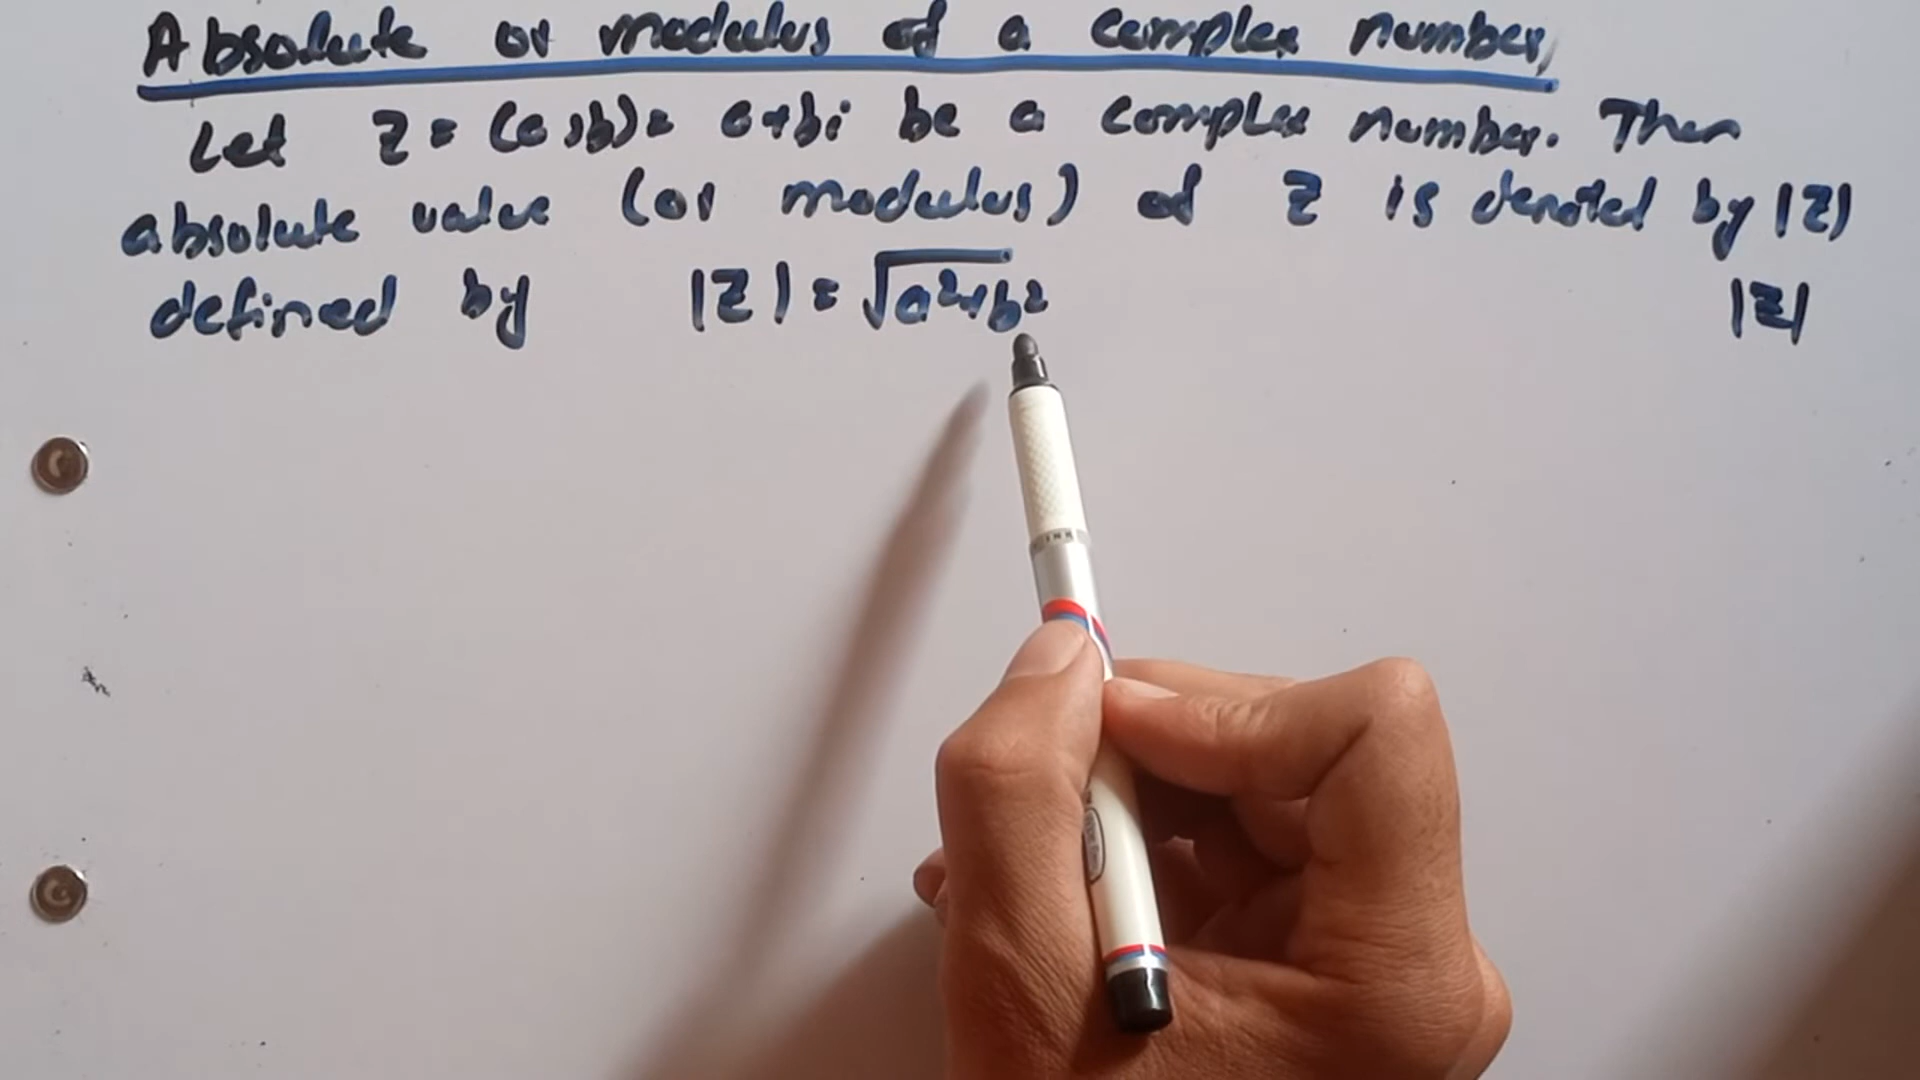 Absolute or modulus of a complex number,
Let Z = (a,b) = a+bi be a complex number. Then
absolute value (or modulus) of Z is denoted by |Z|
defined by |Z| = √a²+b² |Z|
INK